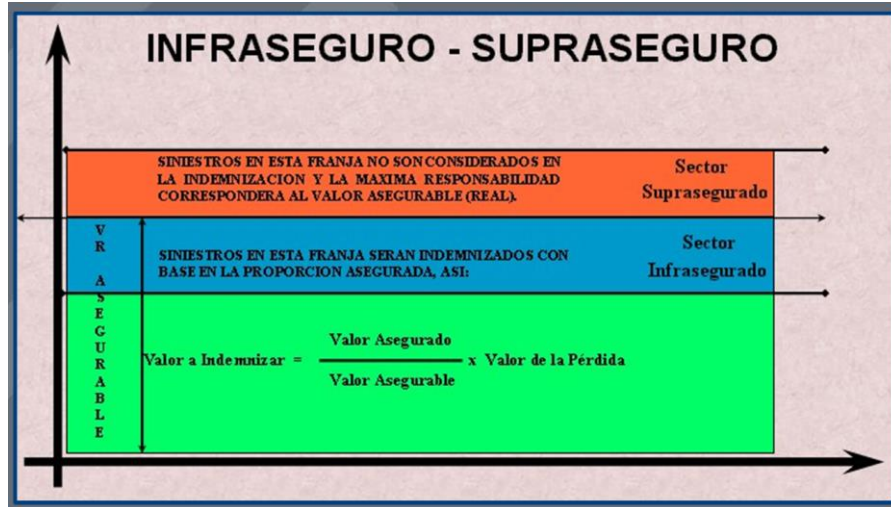 INFRASEGURO - SUPRASEGURO
SINIESTROS EN ESTA FRANJA NO SON CONSIDERADOS EN
LA INDEMNIZACION Y LA MAXIMA RESPONSABILIDAD
CORRESPONDERA AL VALOR ASEGURABLE (REAL).
Sector
Suprasegurado
VR ASEGURABLE
SINIESTROS EN ESTA FRANJA SERAN INDEMNIZADOS CON
BASE EN LA PROPORCION ASEGURADA, ASI:
Sector
Infrasegurado
Valor Asegurado
Valor a Indemnizar = x Valor de la Pérdida
Valor Asegurable